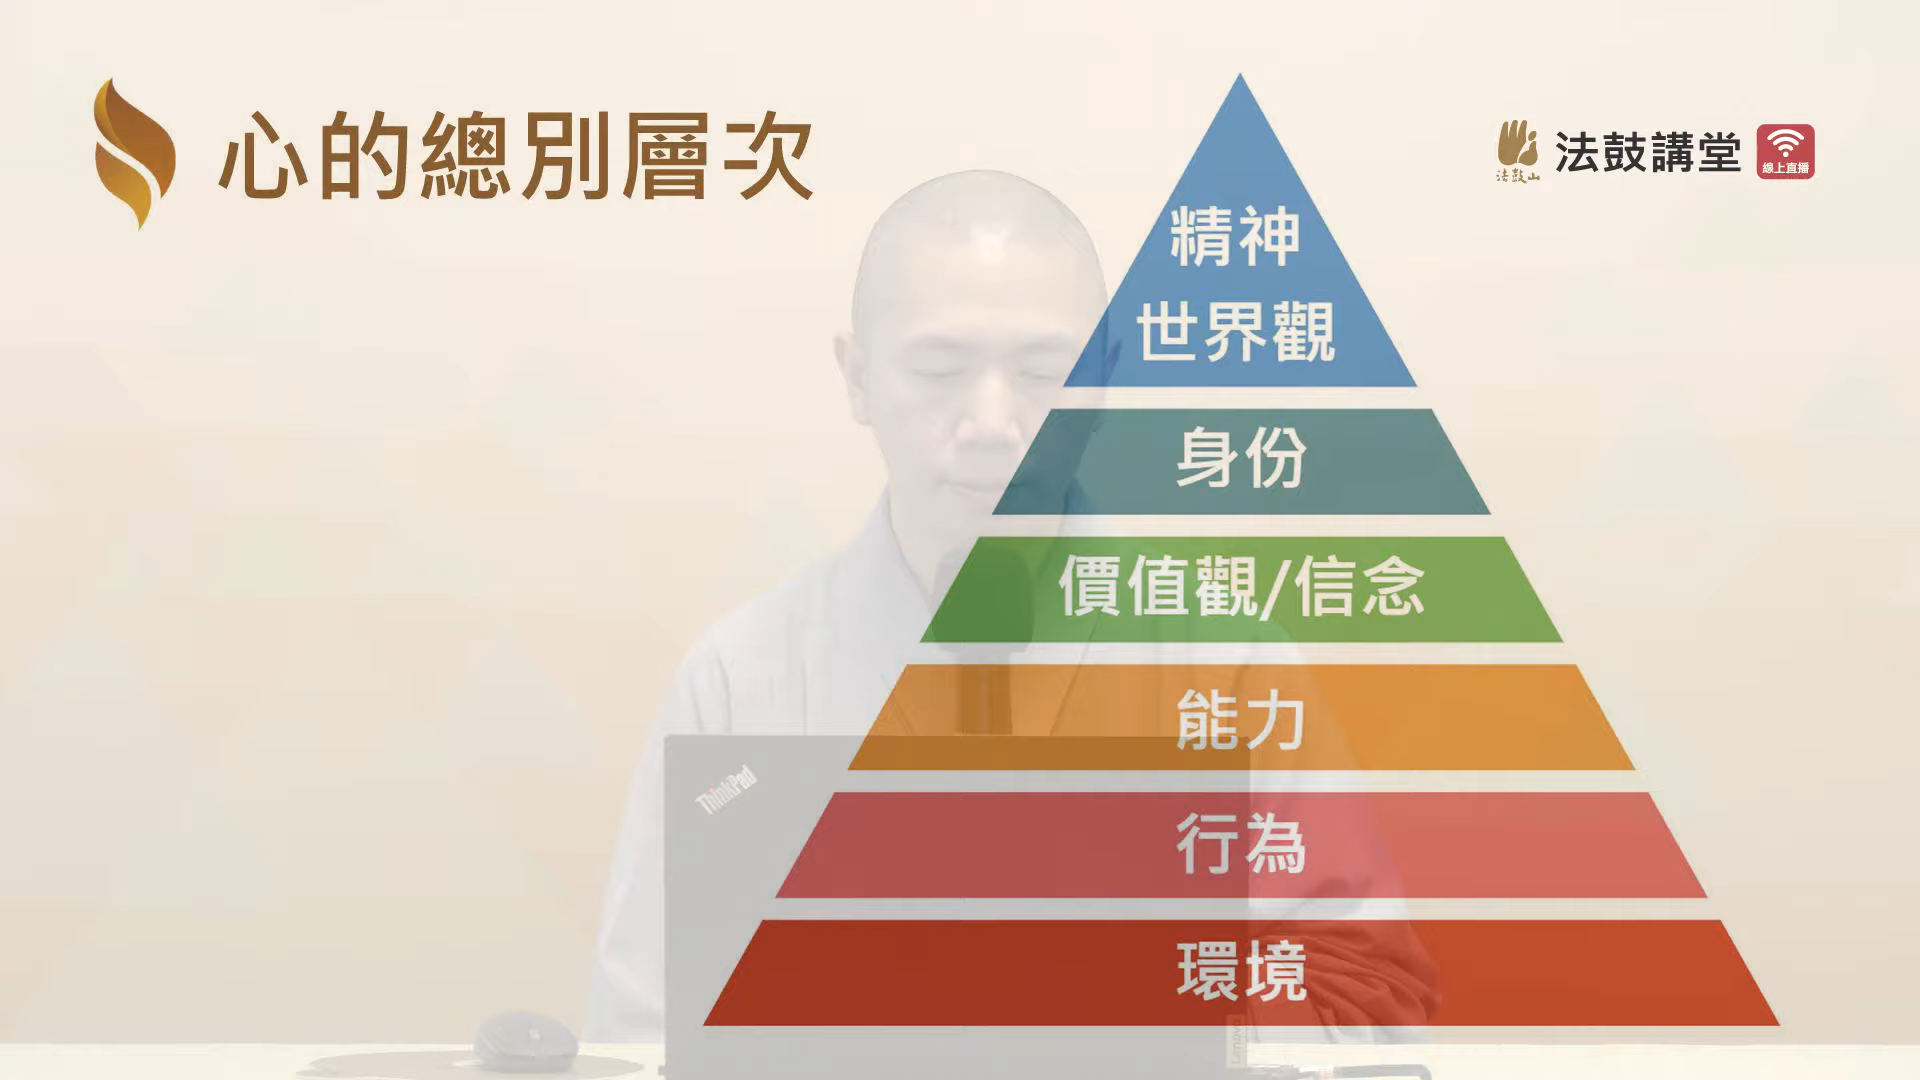 心的總別層次
法鼓山
法鼓講堂
線上直播
精神
世界觀
身份
價值觀/信念
能力
行為
環境
ThinkPad
Lenovo